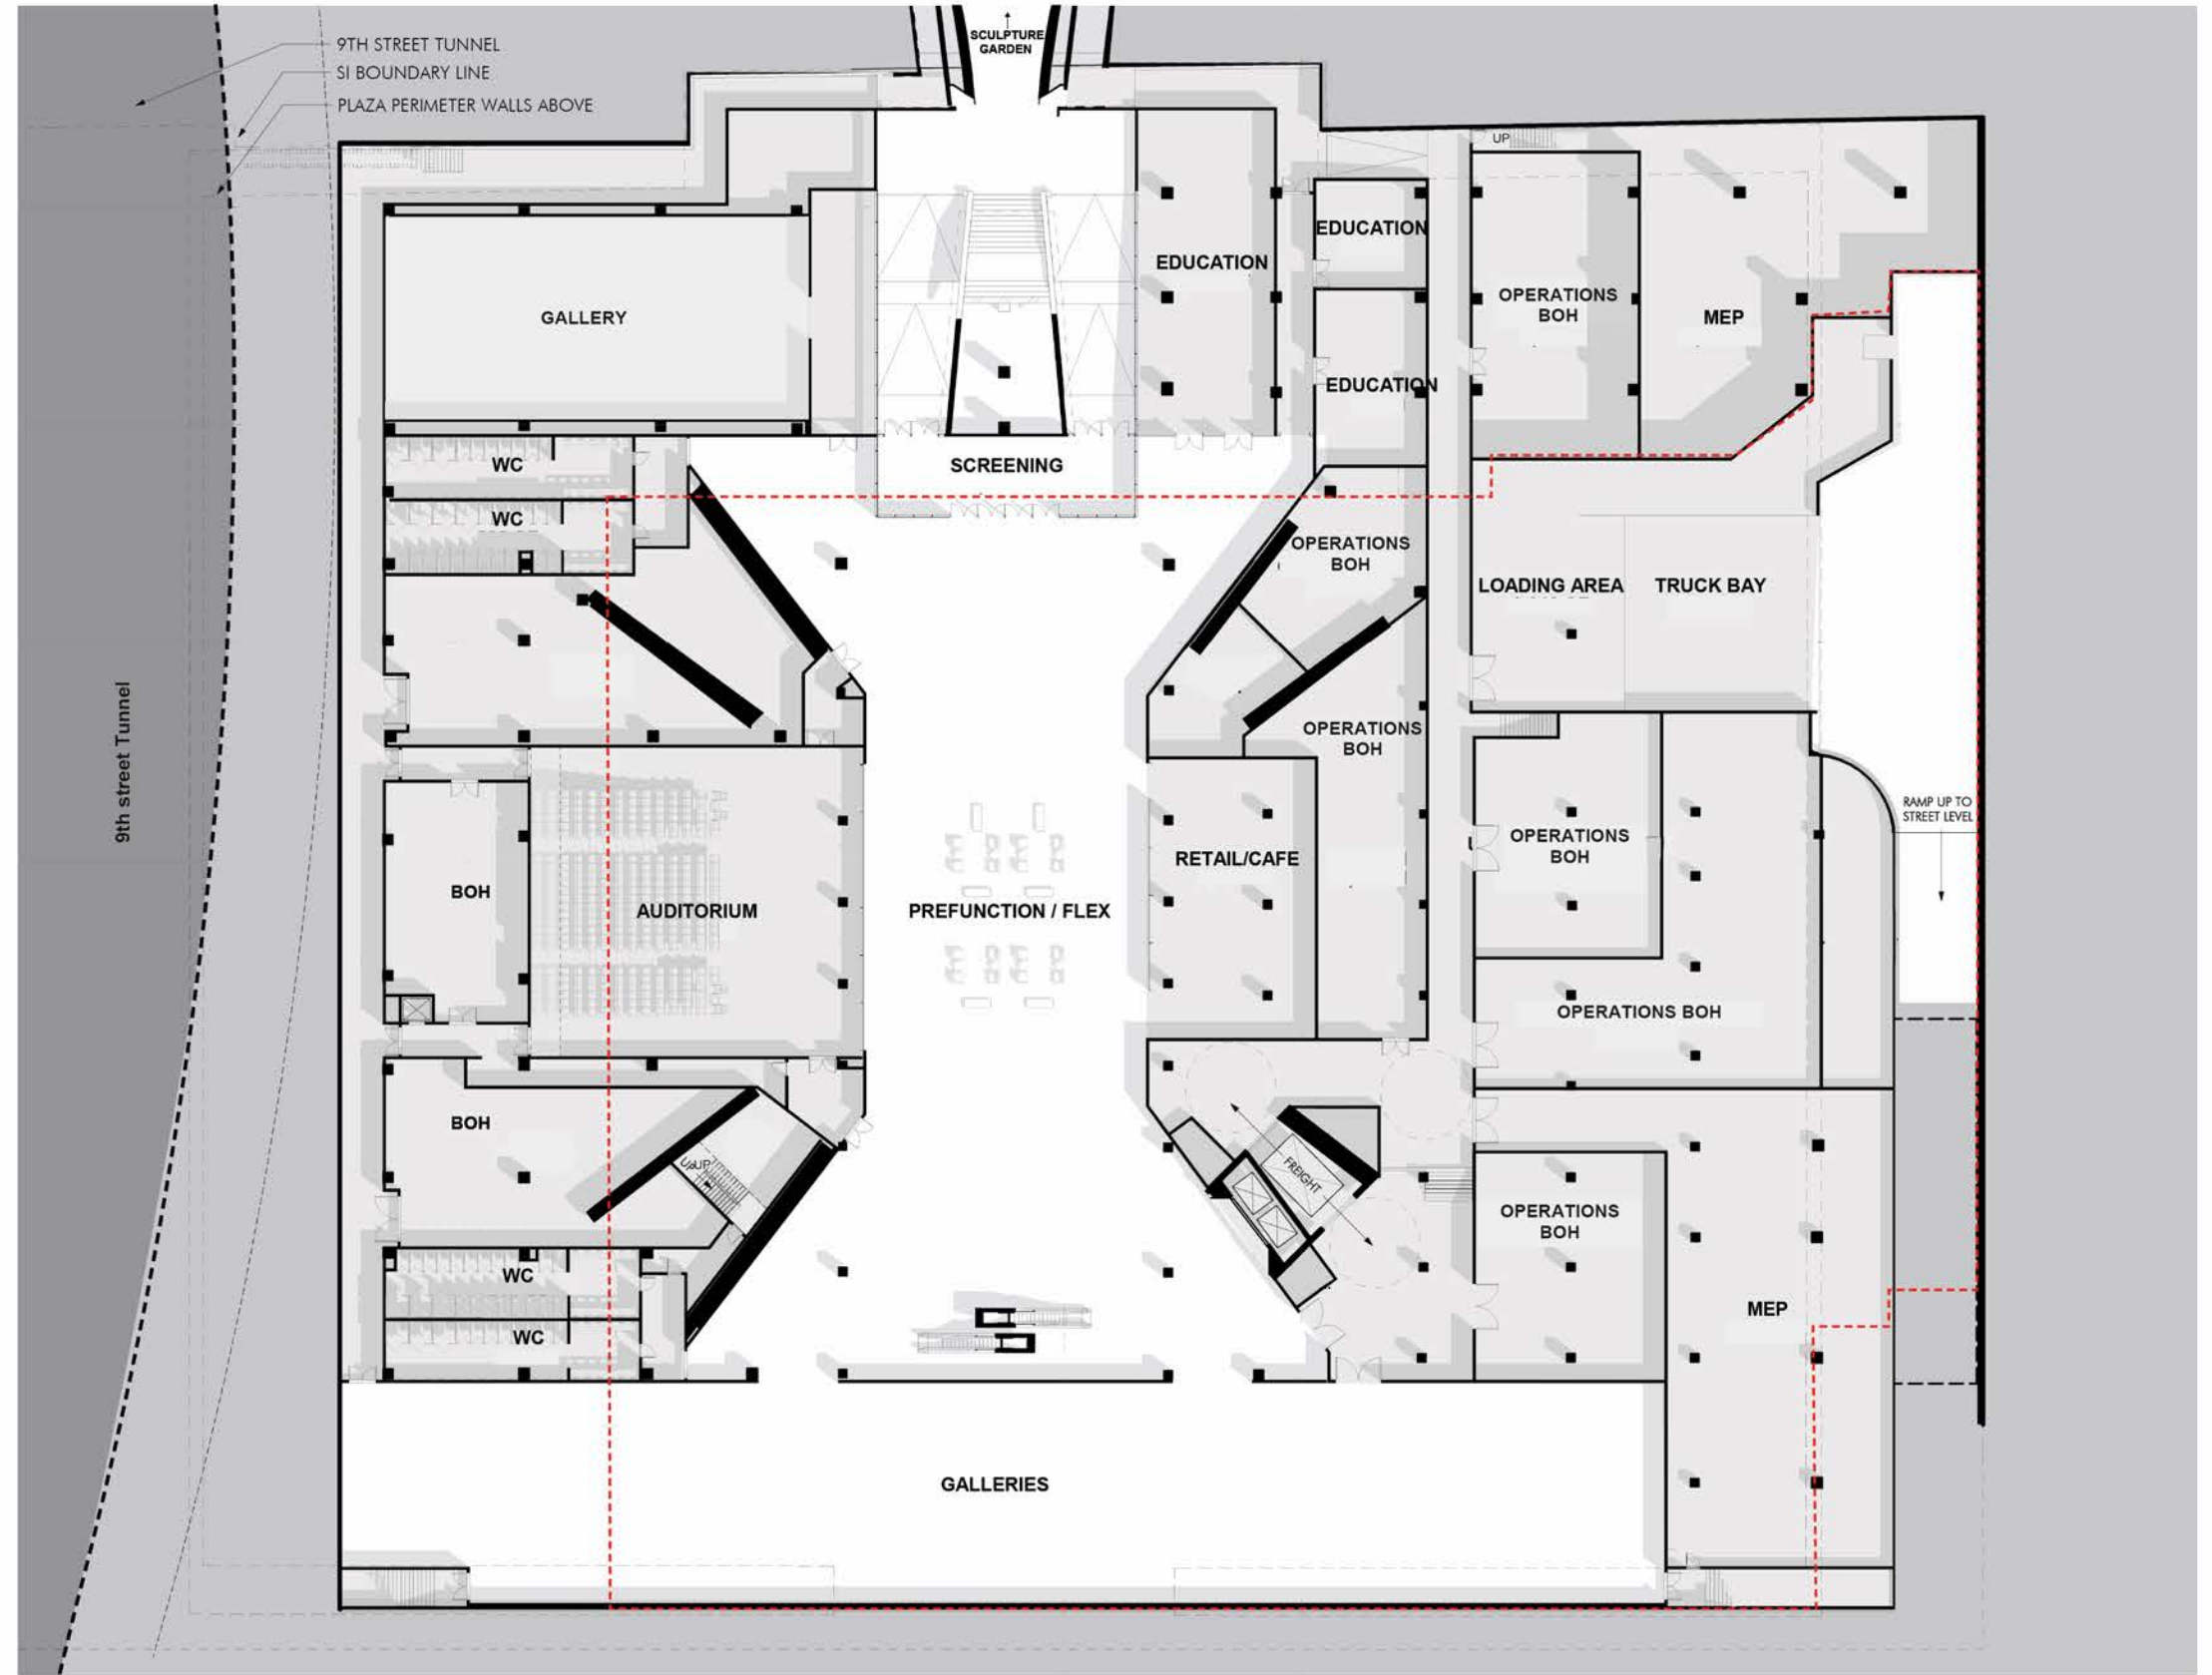 SCULPTURE
GARDEN
9TH STREET TUNNEL
SI BOUNDARY LINE
PLAZA PERIMETER WALLS ABOVE
UP
EDUCATION
EDUCATION
OPERATIONS
BOH
GALLERY
MEP
EDUCATION
WC
SCREENING
WC
OPERATIONS
BOH
LOADING AREA
TRUCK BAY
9th street Tunnel
OPERATIONS
BOH
RAMP UP TO
STREET LEVEL
OPERATIONS
BOH
RETAIL/CAFE
BOH
AUDITORIUM
PREFUNCTION / FLEX
OPERATIONS BOH
BOH
UP
UP
FREIGHT
OPERATIONS
BOH
WC
MEP
WC
GALLERIES